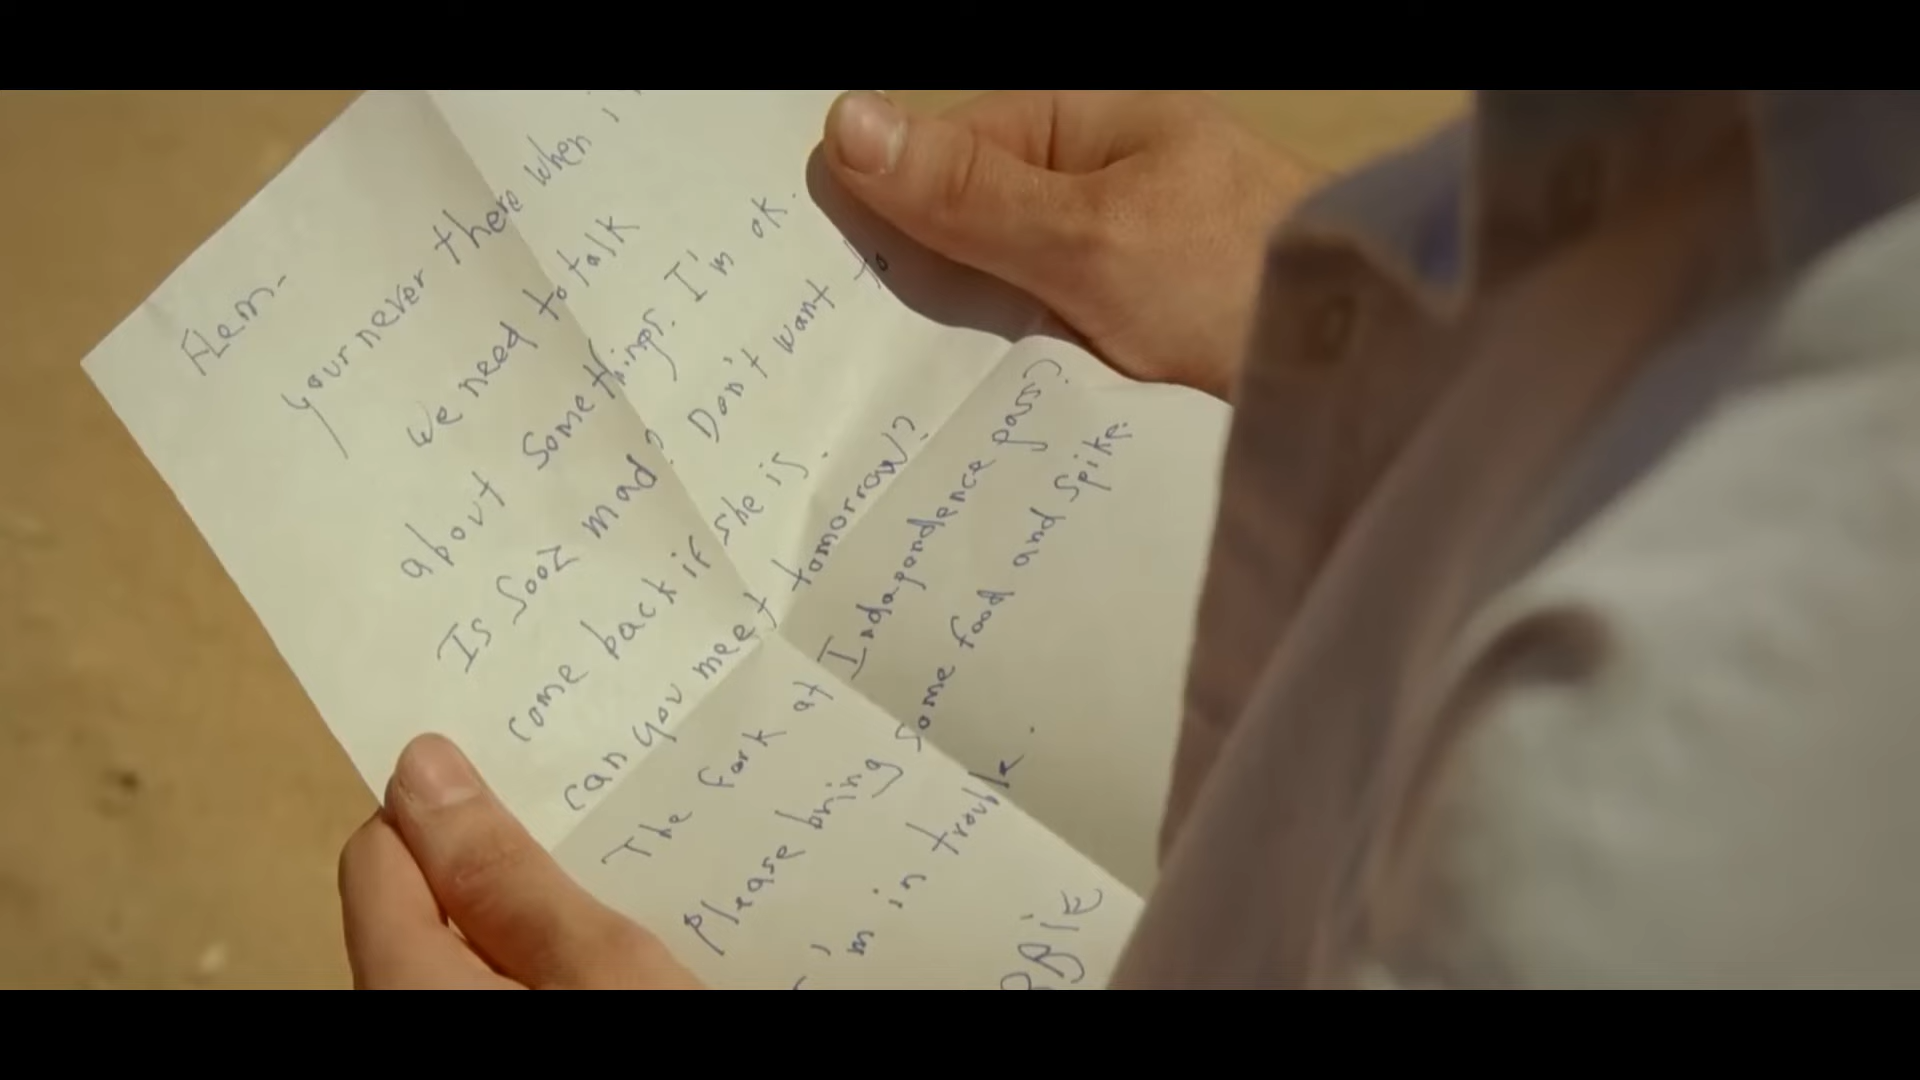 Flem-
your never there when i
we need to talk
about some things. I'm ok.
Is Sooz mad? Don't want to
come back if she is.
can you meet tomorrow?
The fork at Indapendence pass?
Please bring some food and spike.
I'm in trouble.
BBIE